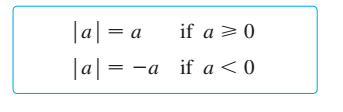 |a| = a if a ⩾ 0
|a| = −a if a < 0